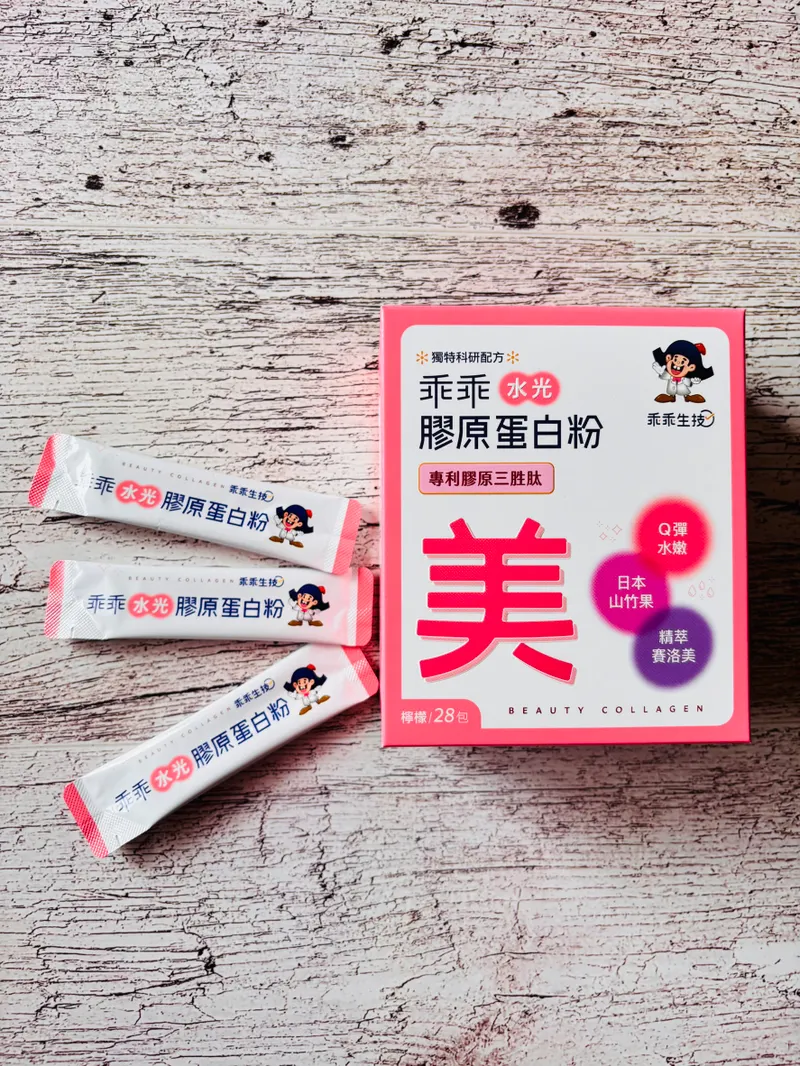 獨特科研配方
乖乖 水光
膠原蛋白粉
專利膠原三胜肽
乖乖生技
美
Q彈
水嫩
日本
山竹果
精萃
賽洛美
檸檬/28包
BEAUTY COLLAGEN
BEAUTY COLLAGEN 乖乖生技
乖乖 水光 膠原蛋白粉
BEAUTY COLLAGEN 乖乖生技
乖乖 水光 膠原蛋白粉
BEAUTY COLLAGEN 乖乖生技
乖乖 水光 膠原蛋白粉